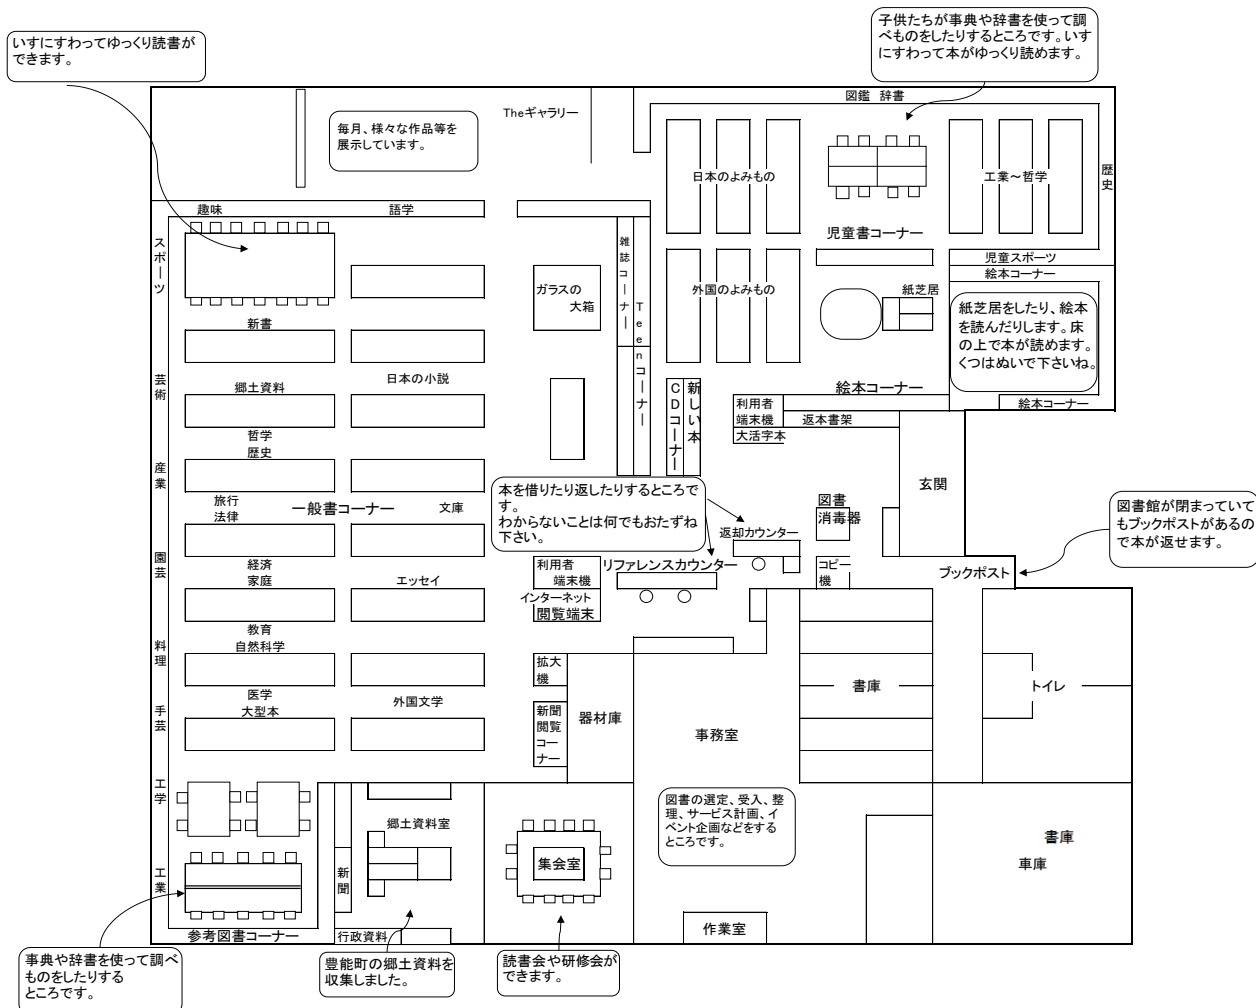 いすにすわってゆっくり読書が
できます。
子供たちが事典や辞書を使って調
べものをしたりするところです。いす
にすわって本がゆっくり読めます。
図鑑 辞書
Theギャラリー
毎月、様々な作品等を
展示しています。
日本のよみもの
工業～哲学
歴史
趣味
語学
児童書コーナー
スポーツ
雑誌コーナー
児童スポーツ
絵本コーナー
ガラスの
大箱
外国のよみもの
紙芝居
Teenコーナー
紙芝居をしたり、絵本
を読んだりします。床
の上で本が読めます。
くつはぬいで下さいね。
新書
芸術
郷土資料
日本の小説
絵本コーナー
CDコーナー
新しい本
利用者
端末機
大活字本
返本書架
絵本コーナー
哲学
歴史
産業
玄関
本を借りたり返したりするところで
す。
わからないことは何でもおたずね
下さい。
旅行
法律
一般書コーナー
文庫
図書
消毒器
図書館が閉まっていて
もブックポストがあるの
で本が返せます。
返却カウンター
園芸
経済
家庭
エッセイ
利用者
端末機
リファレンスカウンター
コピー
機
ブックポスト
インターネット
閲覧端末
教育
自然科学
料理
拡大
機
書庫
トイレ
医学
大型本
外国文学
手芸
新聞
閲覧
コー
ナー
器材庫
事務室
工学
図書の選定、受入、整
理、サービス計画、イ
ベント企画などをする
ところです。
郷土資料室
書庫
車庫
集会室
新聞
工業
参考図書コーナー
行政資料
作業室
事典や辞書を使って調べ
ものをしたりする
ところです。
豊能町の郷土資料を
収集しました。
読書会や研修会が
できます。